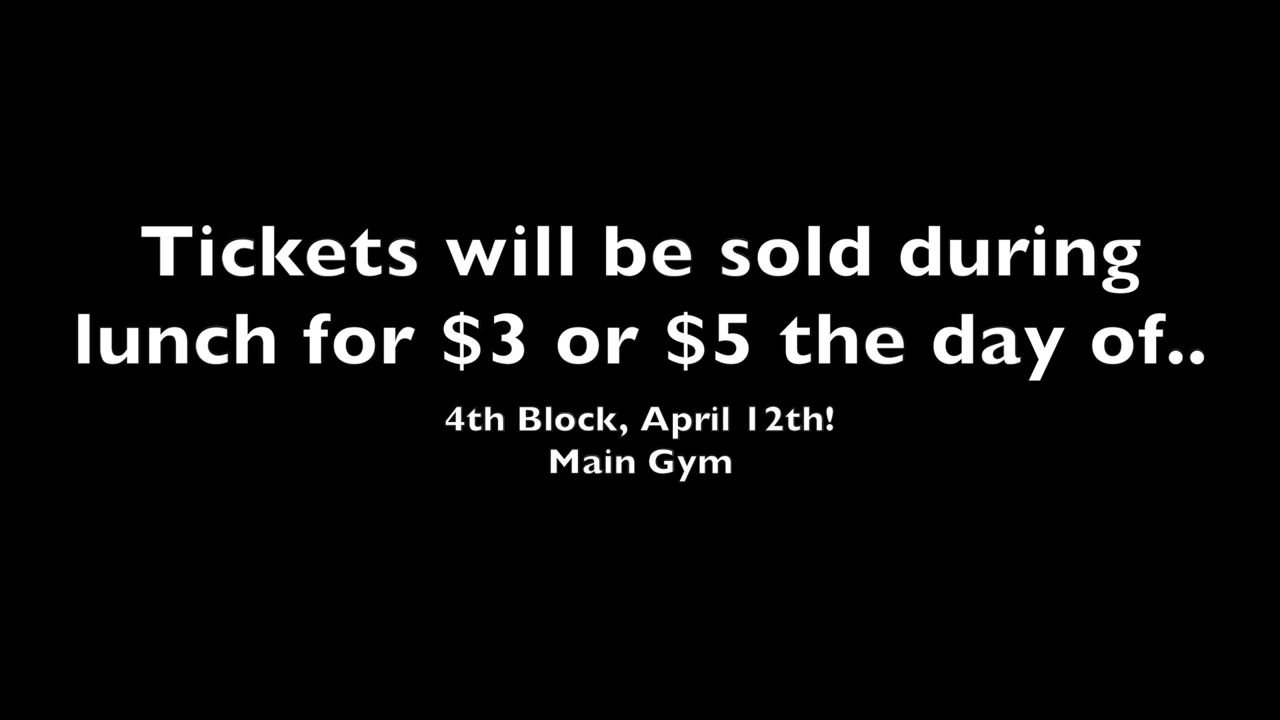 Tickets will be sold during
lunch for $3 or $5 the day of..
4th Block, April 12th!
Main Gym